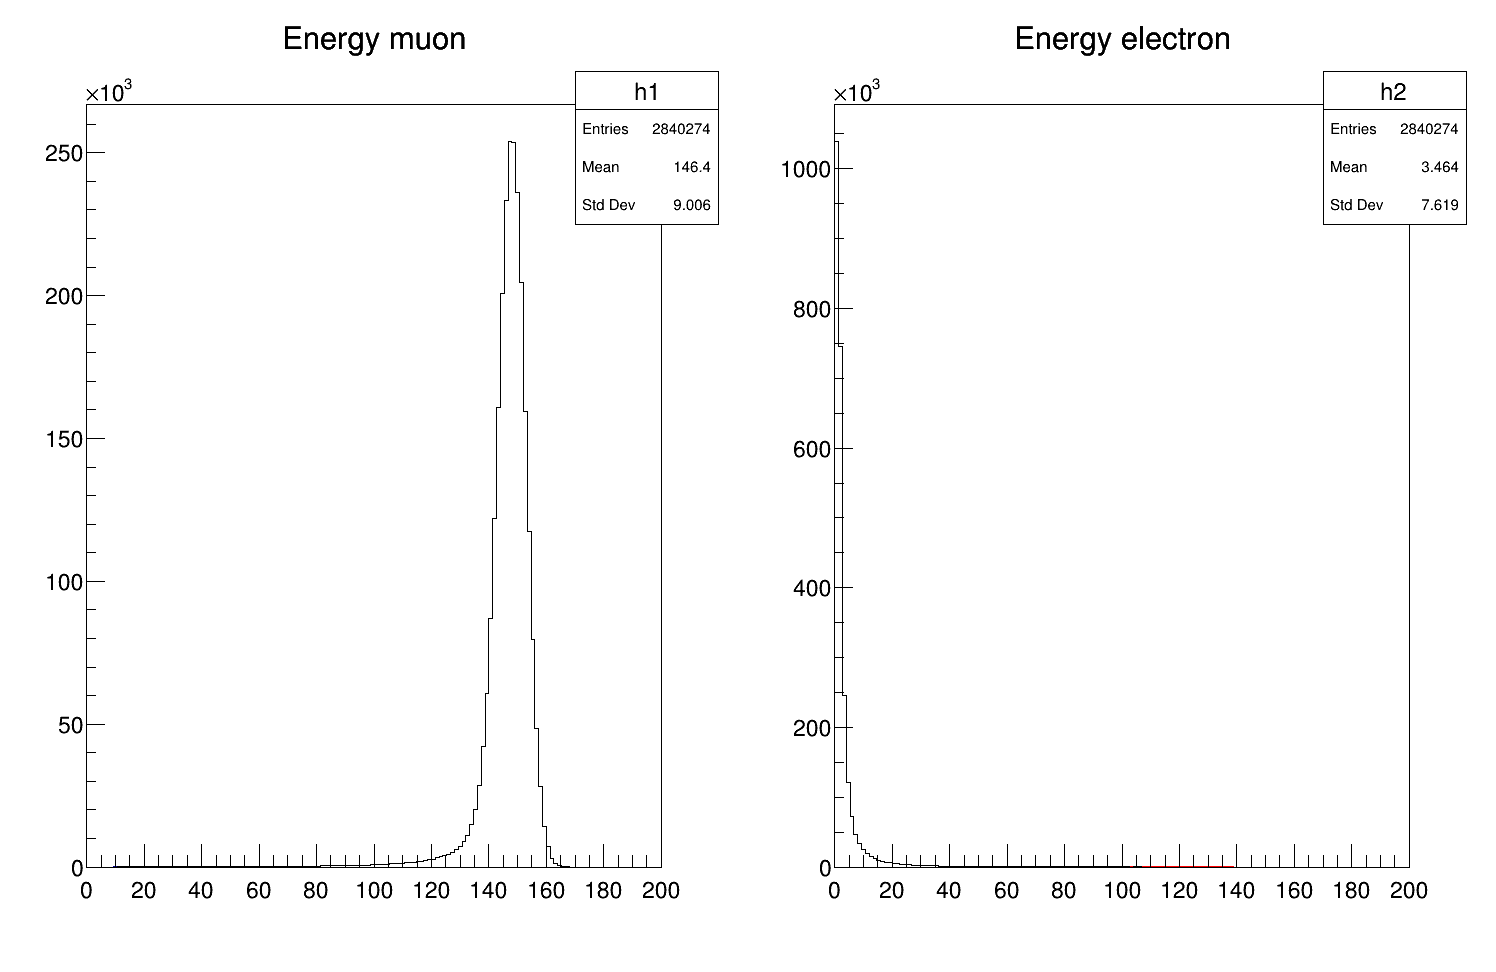 Energy muon
×10³
h1
Entries 2840274
Mean 146.4
Std Dev 9.006
250
200
150
100
50
0
0 20 40 60 80 100 120 140 160 180 200
Energy electron
×10³
h2
Entries 2840274
Mean 3.464
Std Dev 7.619
1000
800
600
400
200
0
0 20 40 60 80 100 120 140 160 180 200